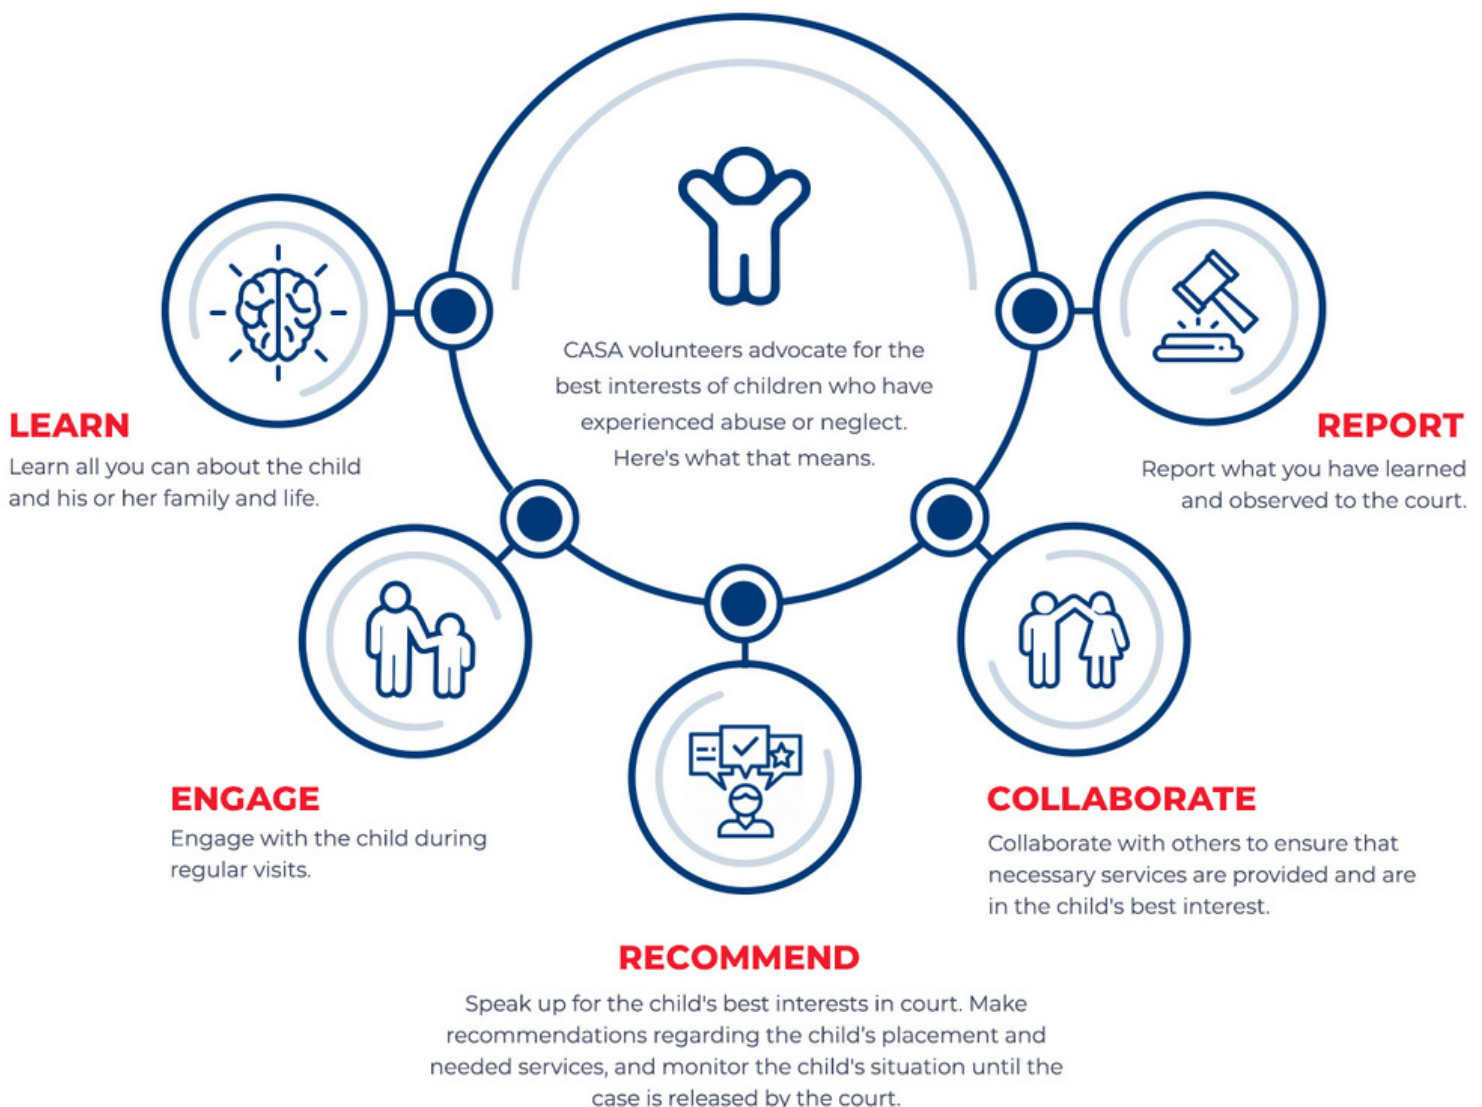 CASA volunteers advocate for the
best interests of children who have
experienced abuse or neglect.
Here's what that means.
LEARN
Learn all you can about the child
and his or her family and life.
ENGAGE
Engage with the child during
regular visits.
RECOMMEND
Speak up for the child's best interests in court. Make
recommendations regarding the child’s placement and
needed services, and monitor the child's situation until the
case is released by the court.
COLLABORATE
Collaborate with others to ensure that
necessary services are provided and are
in the child's best interest.
REPORT
Report what you have learned
and observed to the court.